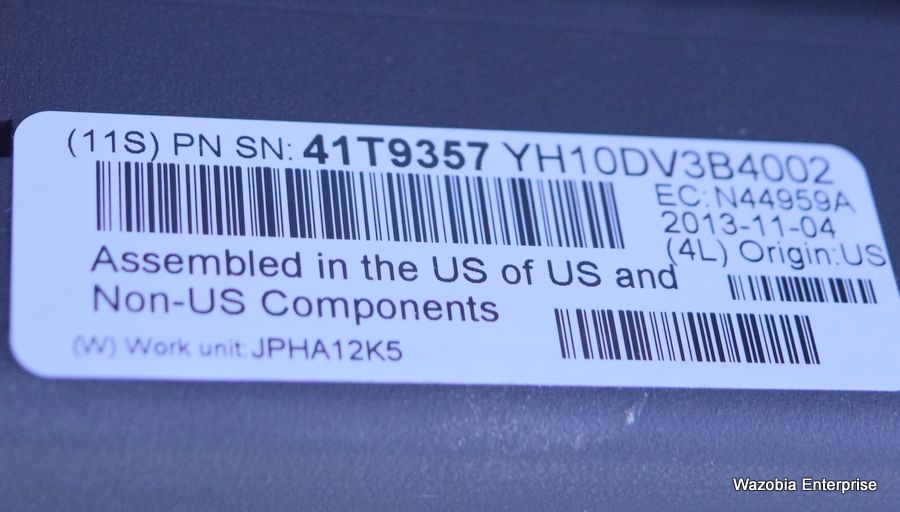 (11S) PN SN: 41T9357 YH10DV3B4002
EC:N44959A
2013-11-04
(4L) Origin:US
Assembled in the US of US and
Non-US Components
(W) Work unit:JPHA12K5
Wazobia Enterprise